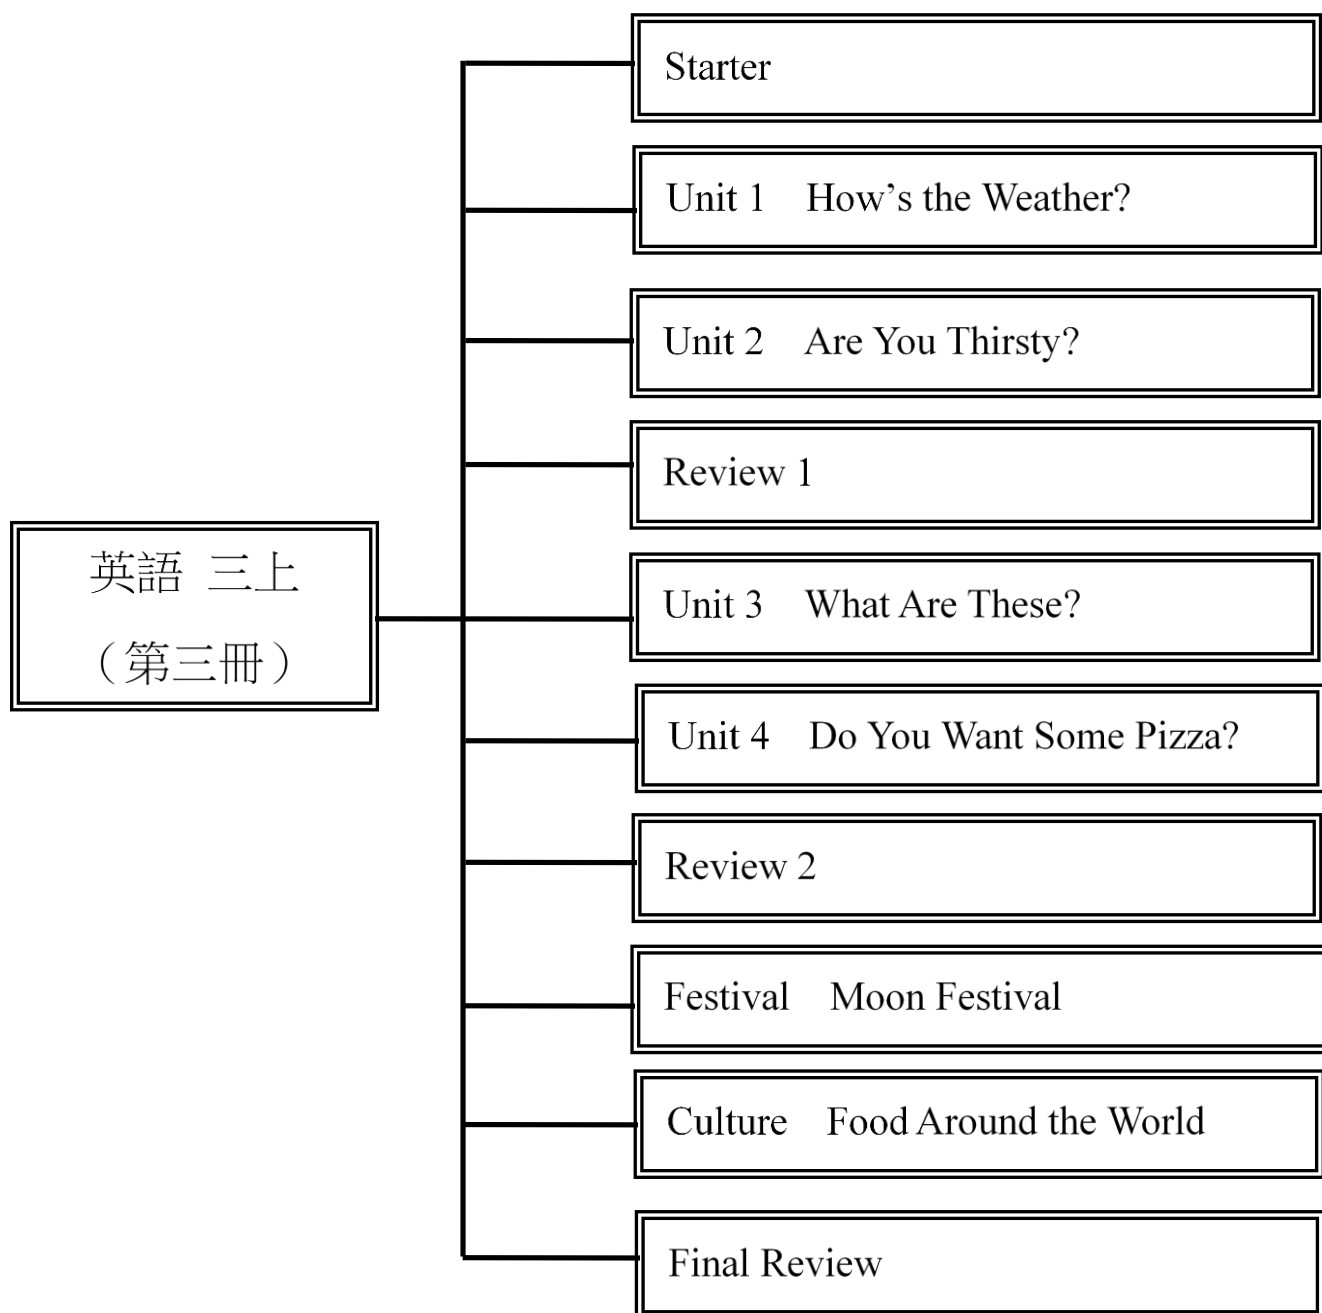 Starter
Unit 1 How’s the Weather?
Unit 2 Are You Thirsty?
Review 1
英語 三上
（第三冊）
Unit 3 What Are These?
Unit 4 Do You Want Some Pizza?
Review 2
Festival Moon Festival
Culture Food Around the World
Final Review